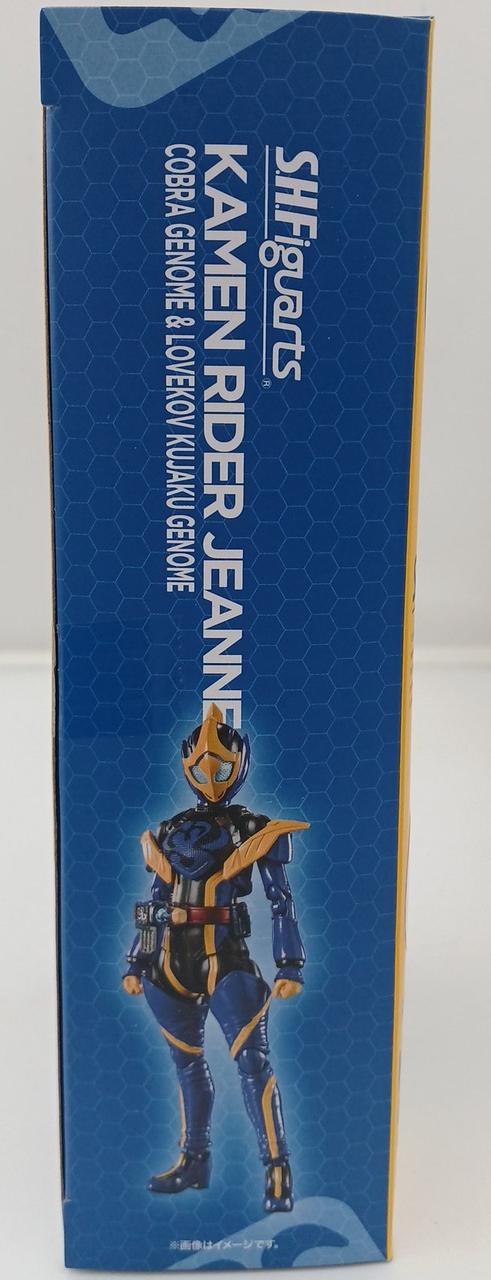 S.H.Figuarts®
KAMEN RIDER JEANNE
COBRA GENOME & LOVEKOV KUJAKU GENOME
※画像はイメージです。